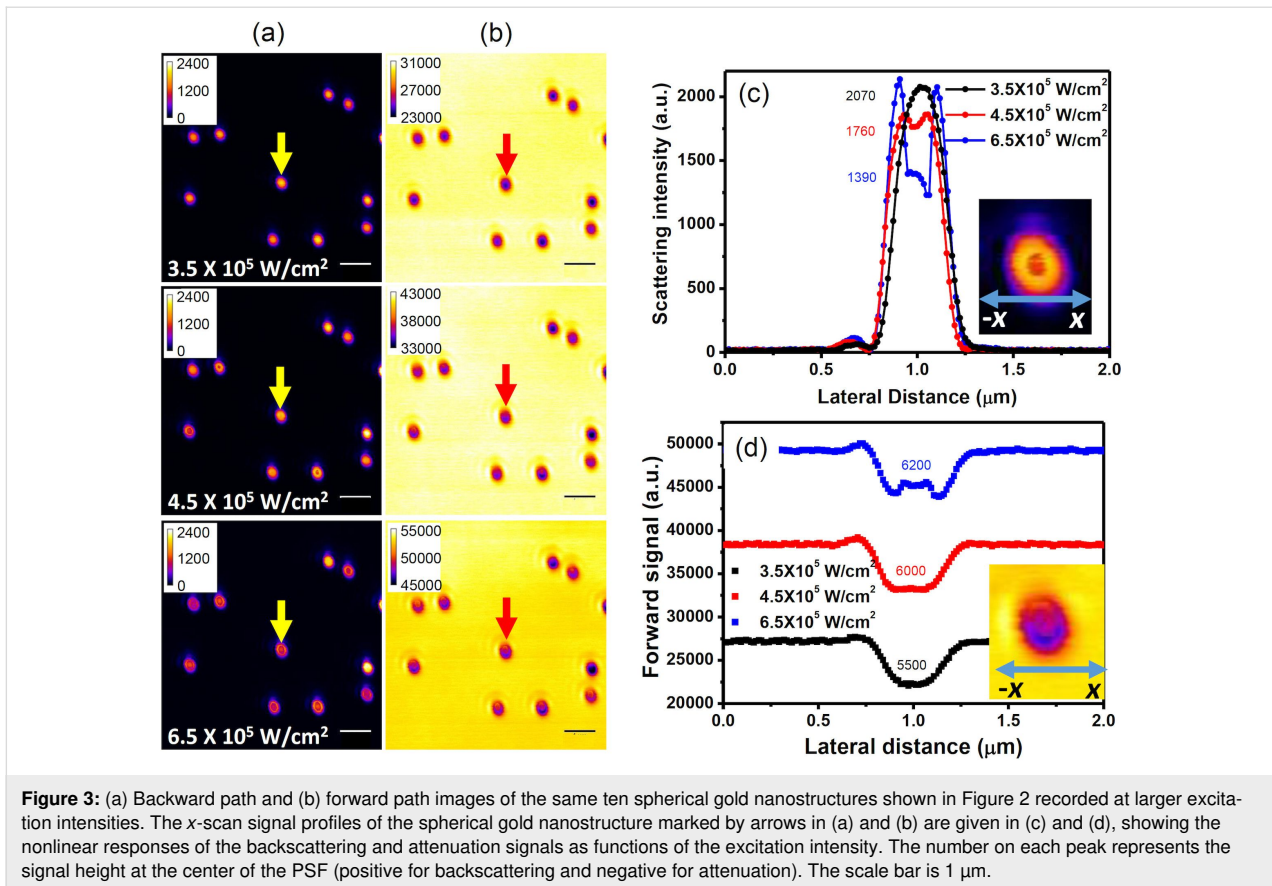 (a)
(b)
2400
1200
0
31000
27000
23000
3.5 X 10⁵ W/cm²
2400
1200
0
43000
38000
33000
4.5 X 10⁵ W/cm²
2400
1200
0
55000
50000
45000
6.5 X 10⁵ W/cm²
(c)
Scattering intensity (a.u.)
2000
1500
1000
500
0
2070
1760
1390
3.5X10⁵ W/cm²
4.5X10⁵ W/cm²
6.5X10⁵ W/cm²
-x x
0.0 0.5 1.0 1.5 2.0
Lateral Distance (μm)
(d)
Forward signal (a.u.)
50000
45000
40000
35000
30000
25000
20000
6200
6000
5500
3.5X10⁵ W/cm²
4.5X10⁵ W/cm²
6.5X10⁵ W/cm²
-x x
0.0 0.5 1.0 1.5 2.0
Lateral distance (μm)
Figure 3: (a) Backward path and (b) forward path images of the same ten spherical gold nanostructures shown in Figure 2 recorded at larger excita-
tion intensities. The x-scan signal profiles of the spherical gold nanostructure marked by arrows in (a) and (b) are given in (c) and (d), showing the
nonlinear responses of the backscattering and attenuation signals as functions of the excitation intensity. The number on each peak represents the
signal height at the center of the PSF (positive for backscattering and negative for attenuation). The scale bar is 1 μm.